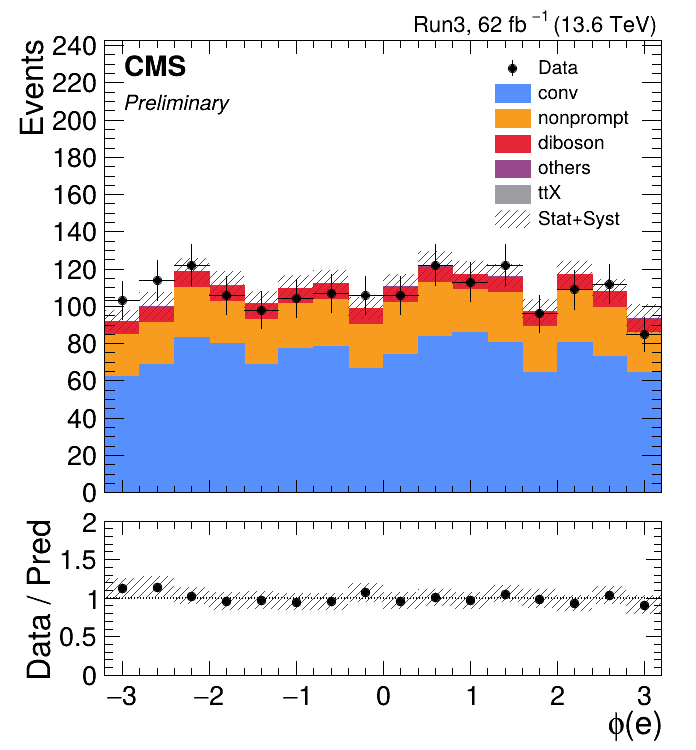 Run3, 62 fb⁻¹ (13.6 TeV)
Events
240
220
200
180
160
140
120
100
80
60
40
20
0
CMS
Preliminary
Data
conv
nonprompt
diboson
others
ttX
Stat+Syst
Data / Pred
2
1.5
1
0.5
0
−3
−2
−1
0
1
2
3
ϕ(e)